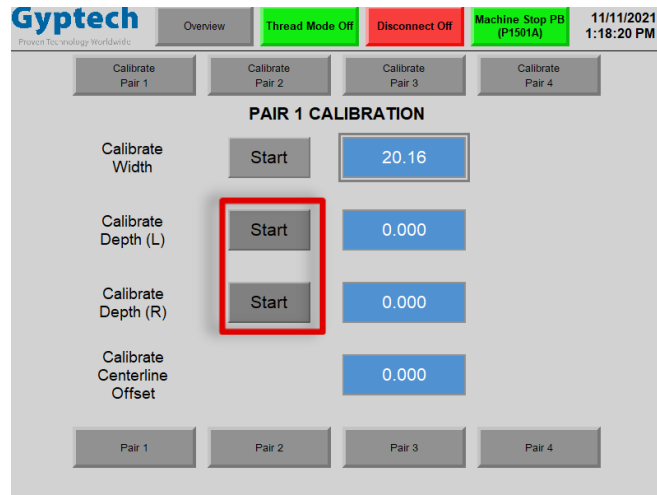 Gyptech
Proven Technology Worldwide
Overview
Thread Mode Off
Disconnect Off
Machine Stop PB
(P1501A)
11/11/2021
1:18:20 PM
Calibrate
Pair 1
Calibrate
Pair 2
Calibrate
Pair 3
Calibrate
Pair 4
PAIR 1 CALIBRATION
Calibrate
Width
Start
20.16
Calibrate
Depth (L)
Start
0.000
Calibrate
Depth (R)
Start
0.000
Calibrate
Centerline
Offset
0.000
Pair 1
Pair 2
Pair 3
Pair 4